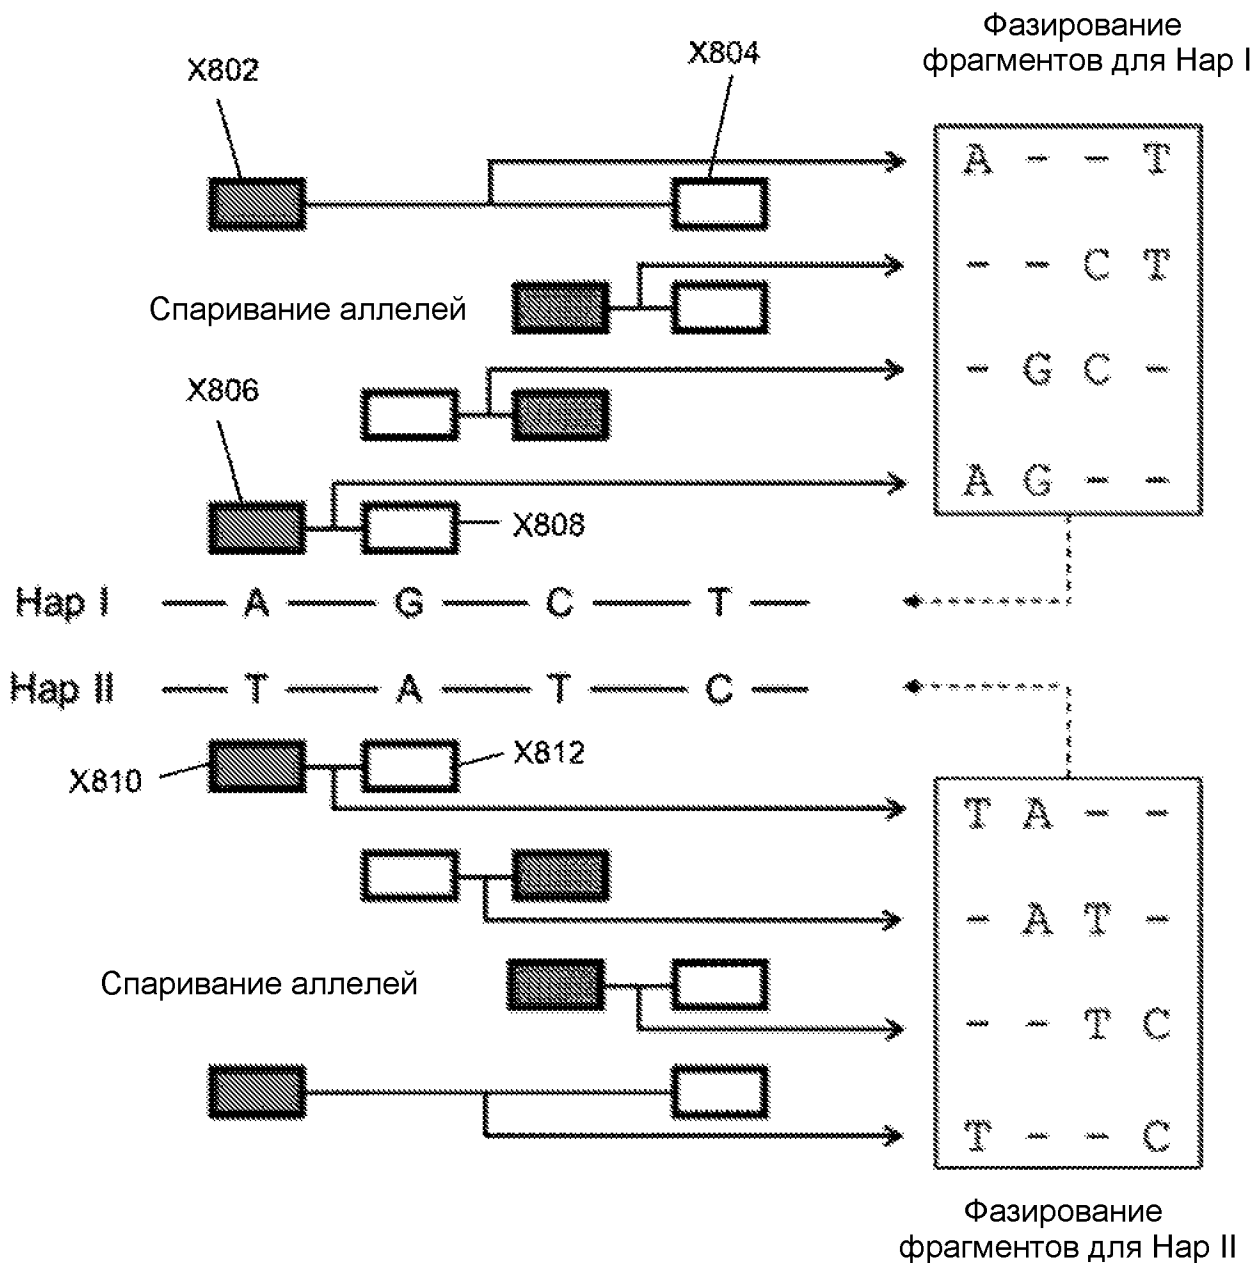 Фазирование
фрагментов для Hap I
X802
X804
A - - T
- - C T
Спаривание аллелей
- G C -
X806
A G - -
X808
Hap I — A — G — C — T —
Hap II — T — A — T — C —
X810
X812
T A - -
- A T -
Спаривание аллелей
- - T C
T - - C
Фазирование
фрагментов для Hap II